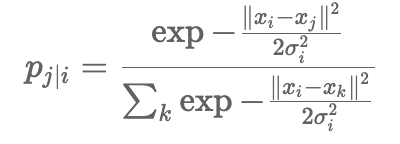 p_{j|i} = \frac{\exp - \frac{\|x_i - x_j\|^2}{2\sigma_i^2}}{\sum_k \exp - \frac{\|x_i - x_k\|^2}{2\sigma_i^2}}